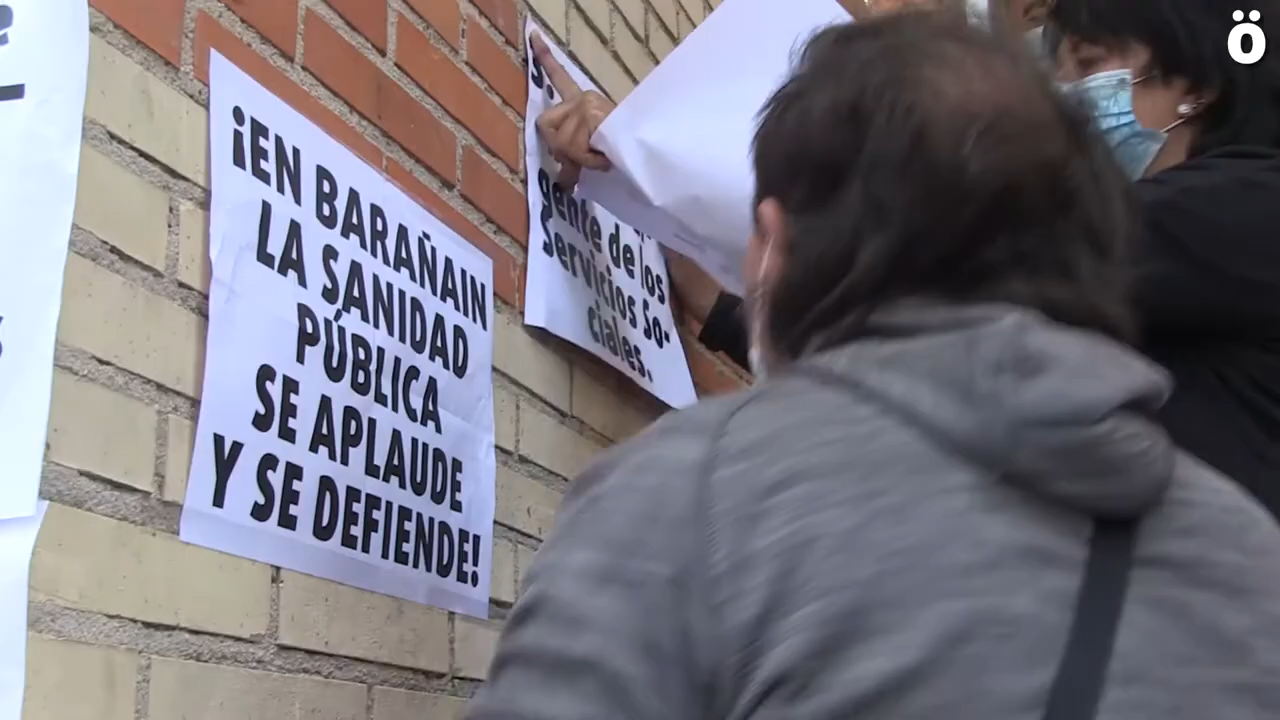 ¡EN BARAÑAIN
LA SANIDAD
PÚBLICA
SE APLAUDE
Y SE DEFIENDE!
gente de los
Servicios So-
ciales.
ö